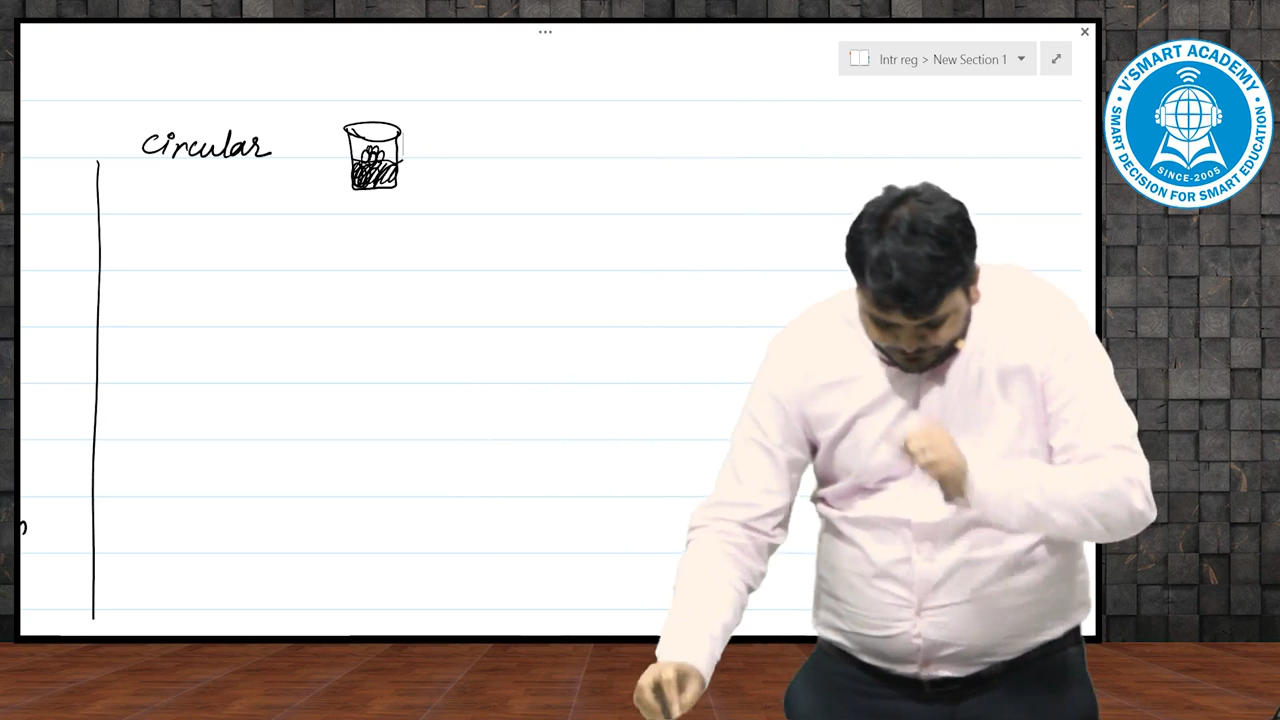 Intr reg > New Section 1
circular
V'SMART ACADEMY
SINCE-2005
SMART DECISION FOR SMART EDUCATION